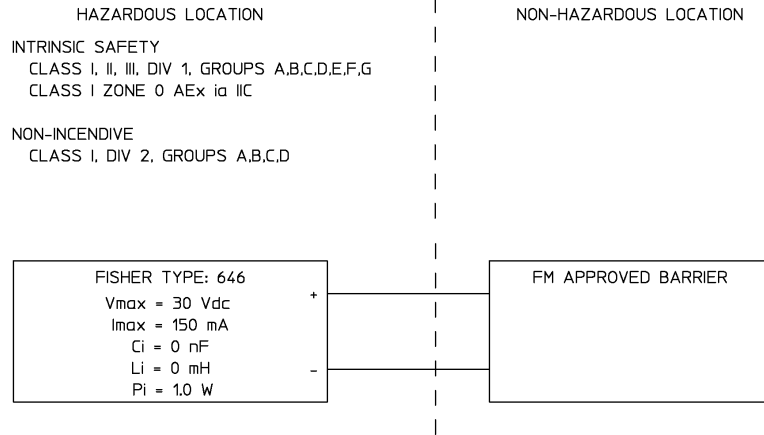 HAZARDOUS LOCATION
NON-HAZARDOUS LOCATION
INTRINSIC SAFETY
CLASS I, II, III, DIV 1, GROUPS A,B,C,D,E,F,G
CLASS I ZONE 0 AEx ia IIC
NON-INCENDIVE
CLASS I, DIV 2, GROUPS A,B,C,D
FISHER TYPE: 646
Vmax = 30 Vdc
Imax = 150 mA
Ci = 0 nF
Li = 0 mH
Pi = 1.0 W
+
-
FM APPROVED BARRIER